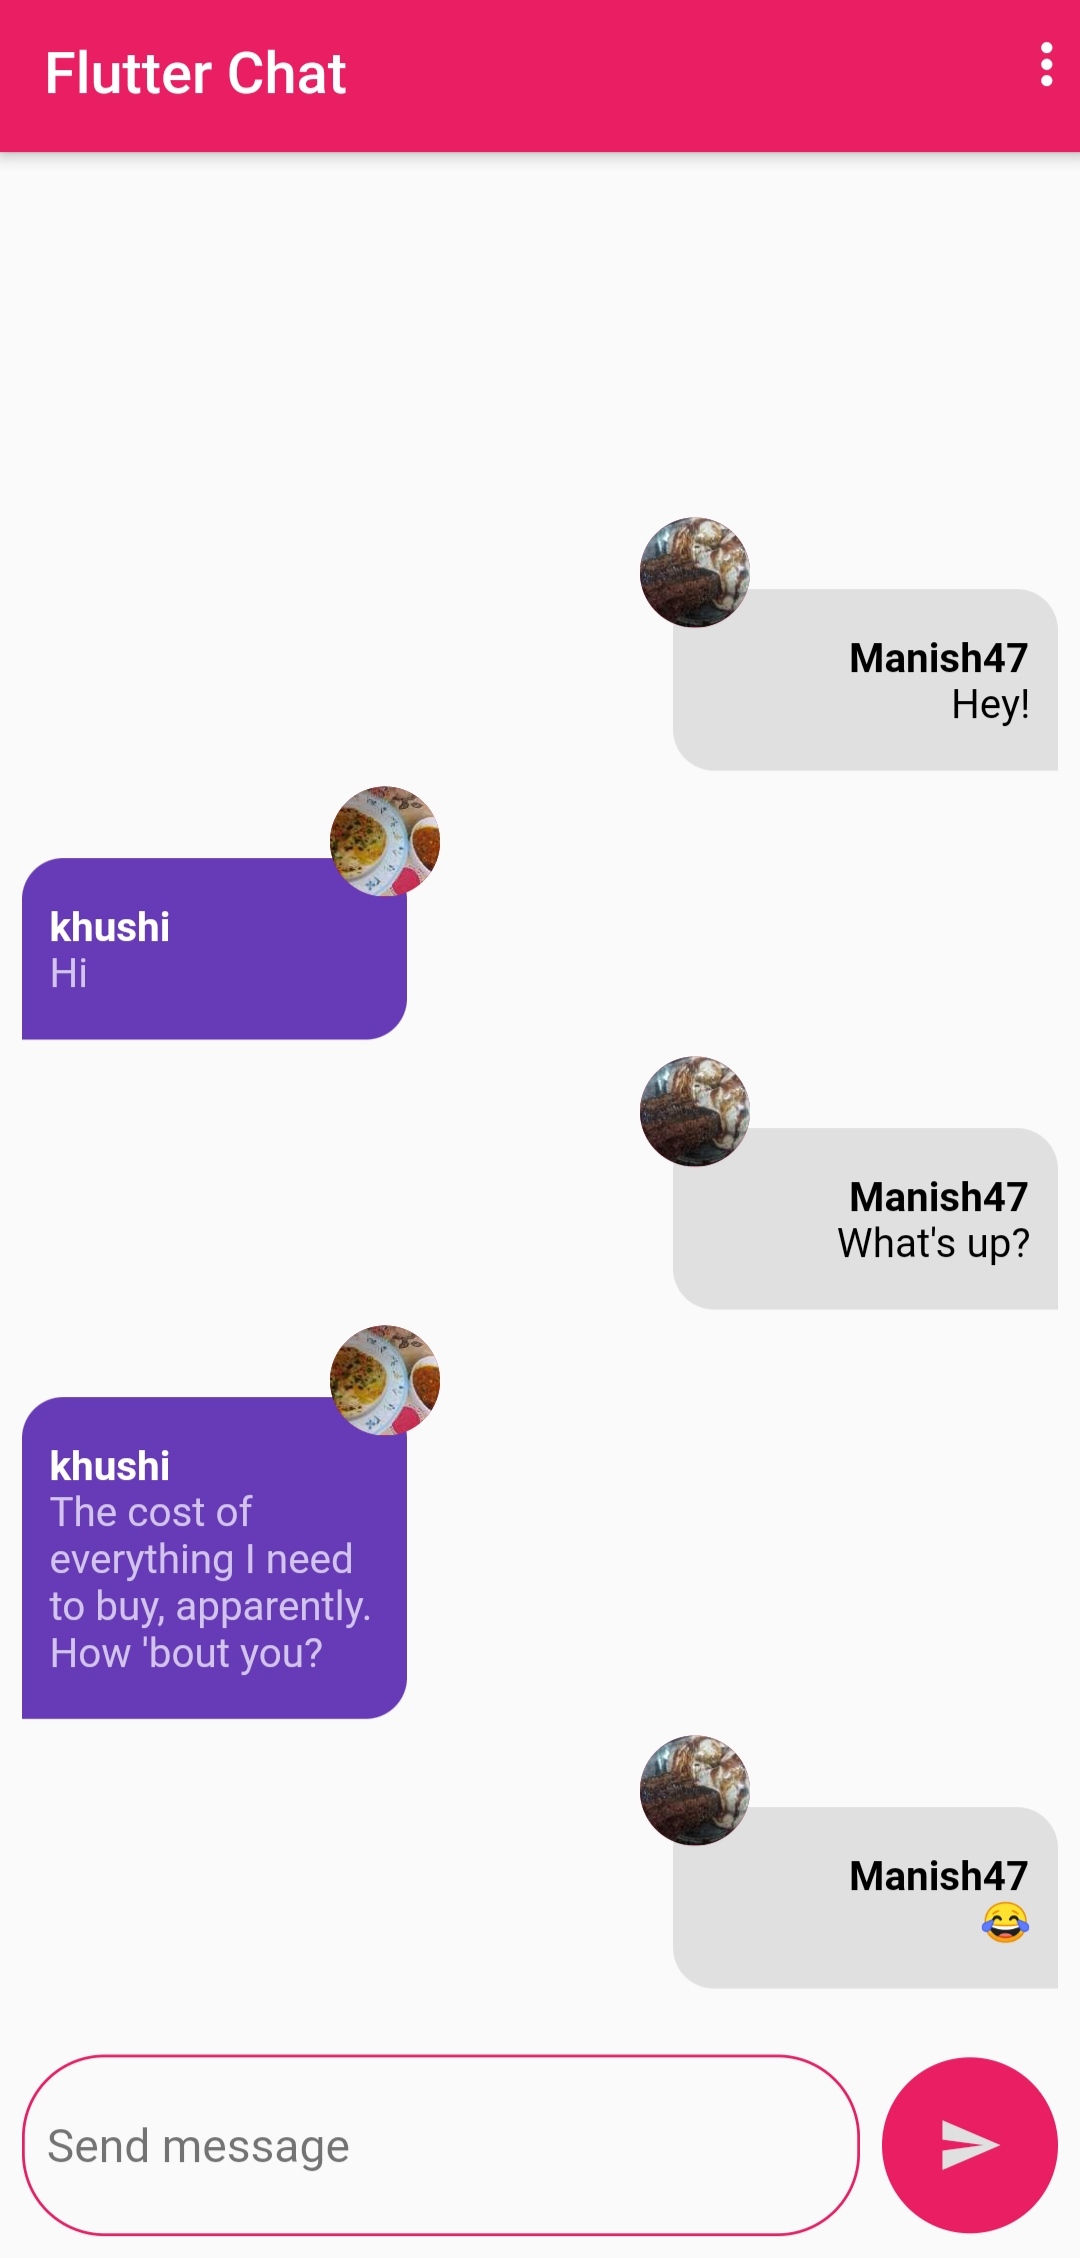 Flutter Chat
Manish47
Hey!
khushi
Hi
Manish47
What's up?
khushi
The cost of
everything I need
to buy, apparently.
How 'bout you?
Manish47
😂
Send message